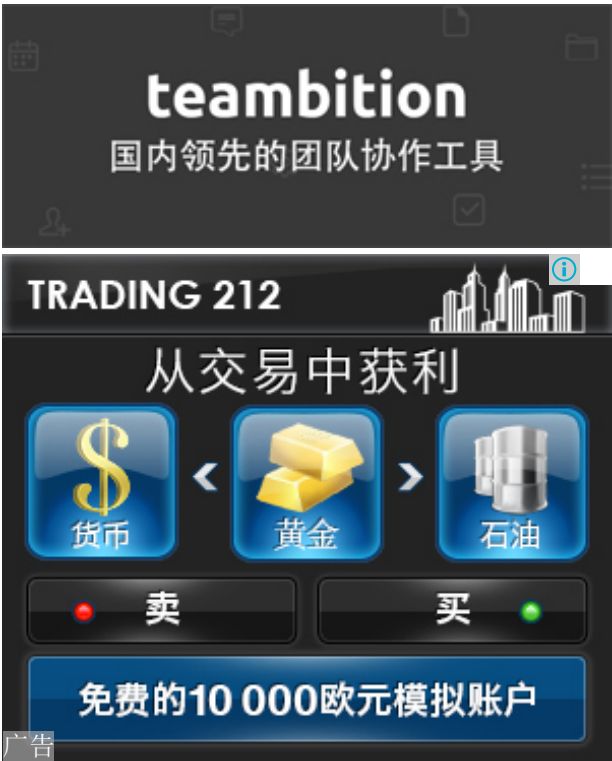 teambition
国内领先的团队协作工具
TRADING 212
从交易中获利
货币
黄金
石油
卖
买
免费的10 000欧元模拟账户
广告